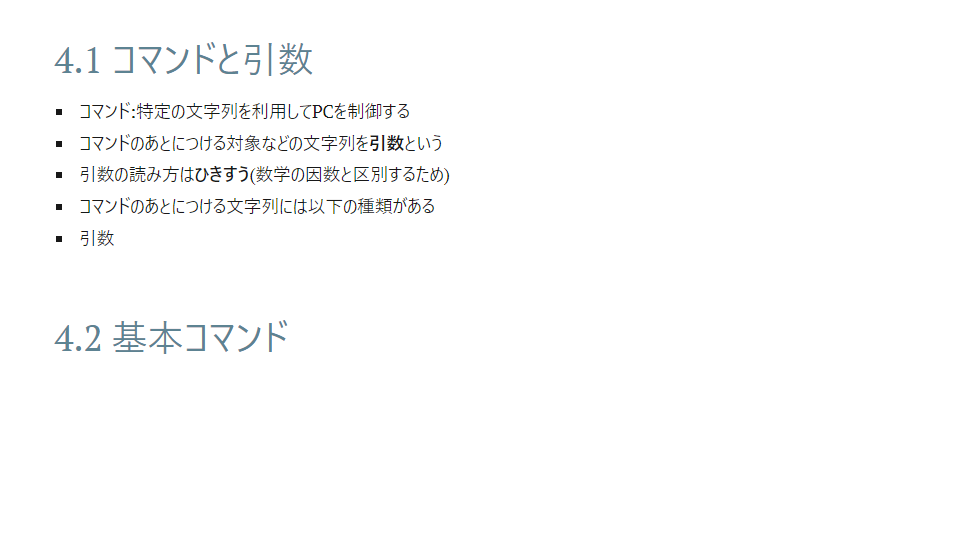 4.1 コマンドと引数
コマンド:特定の文字列を利用してPCを制御する
コマンドのあとにつける対象などの文字列を引数という
引数の読み方はひきすう(数学の因数と区別するため)
コマンドのあとにつける文字列には以下の種類がある
引数
4.2 基本コマンド